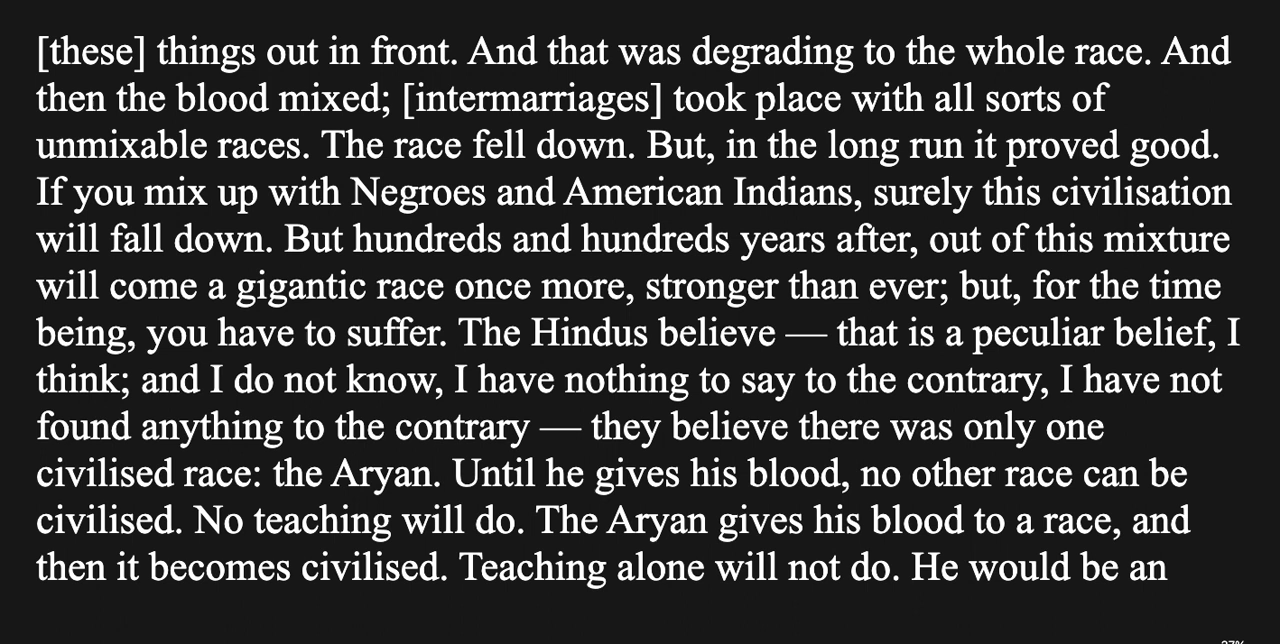 [these] things out in front. And that was degrading to the whole race. And
then the blood mixed; [intermarriages] took place with all sorts of
unmixable races. The race fell down. But, in the long run it proved good.
If you mix up with Negroes and American Indians, surely this civilisation
will fall down. But hundreds and hundreds years after, out of this mixture
will come a gigantic race once more, stronger than ever; but, for the time
being, you have to suffer. The Hindus believe — that is a peculiar belief, I
think; and I do not know, I have nothing to say to the contrary, I have not
found anything to the contrary — they believe there was only one
civilised race: the Aryan. Until he gives his blood, no other race can be
civilised. No teaching will do. The Aryan gives his blood to a race, and
then it becomes civilised. Teaching alone will not do. He would be an